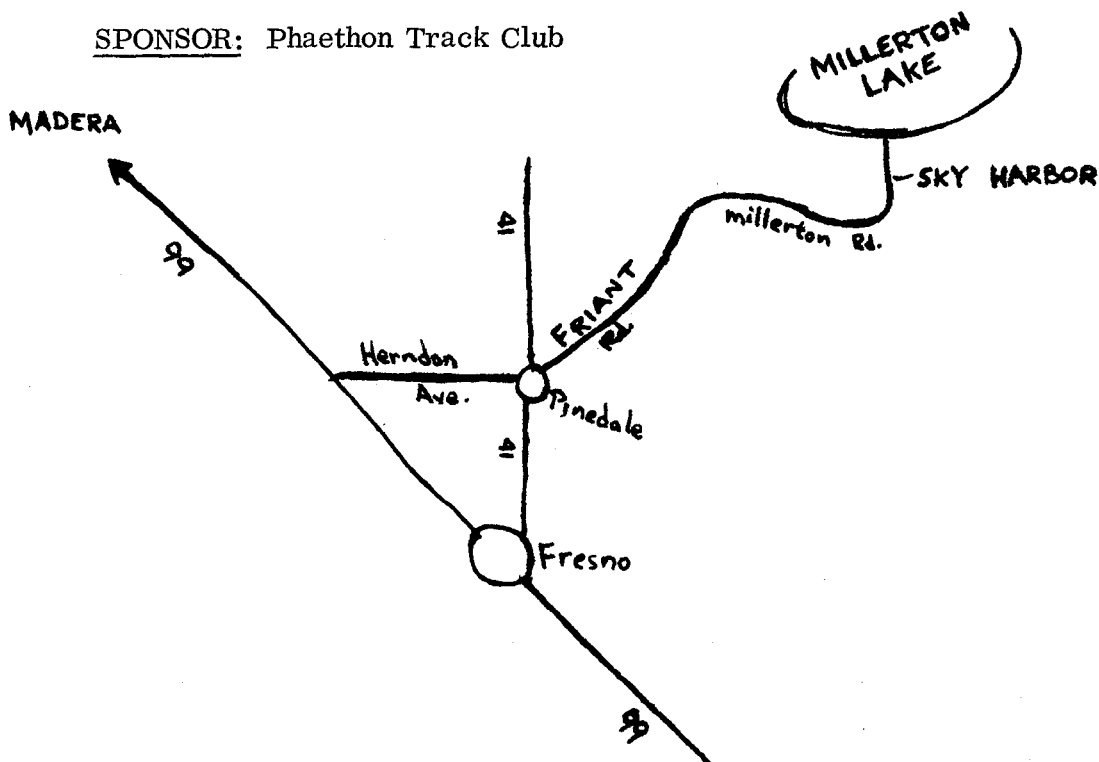 SPONSOR: Phaethon Track Club
MILLERTON
LAKE
MADERA
SKY HARBOR
41
Millerton Rd.
99
FRIANT
Rd.
Herndon
Ave.
Pinedale
41
Fresno
99